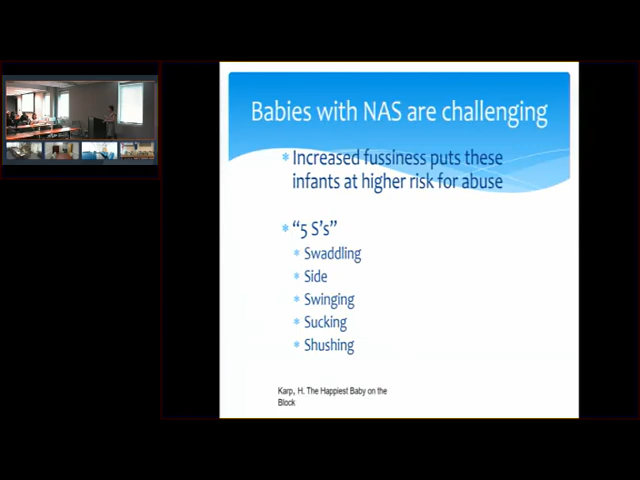 Babies with NAS are challenging
* Increased fussiness puts these
infants at higher risk for abuse
* “5 S’s”
* Swaddling
* Side
* Swinging
* Sucking
* Shushing
Karp, H. The Happiest Baby on the
Block